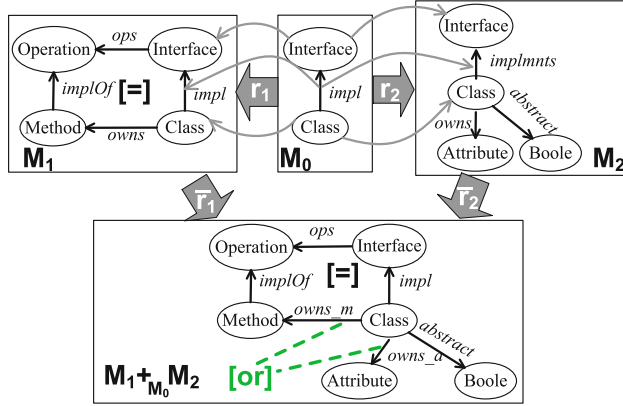 Operation ops Interface
implOf [=] impl
Method owns Class
M1
r1
Interface
impl
Class
M0
r2
Interface
implmnts
Class
owns abstract
Attribute Boole
M2
r̅1
r̅2
Operation ops Interface
implOf [=] impl
Method owns_m Class
owns_a abstract
[or] Attribute Boole
M1+M0M2